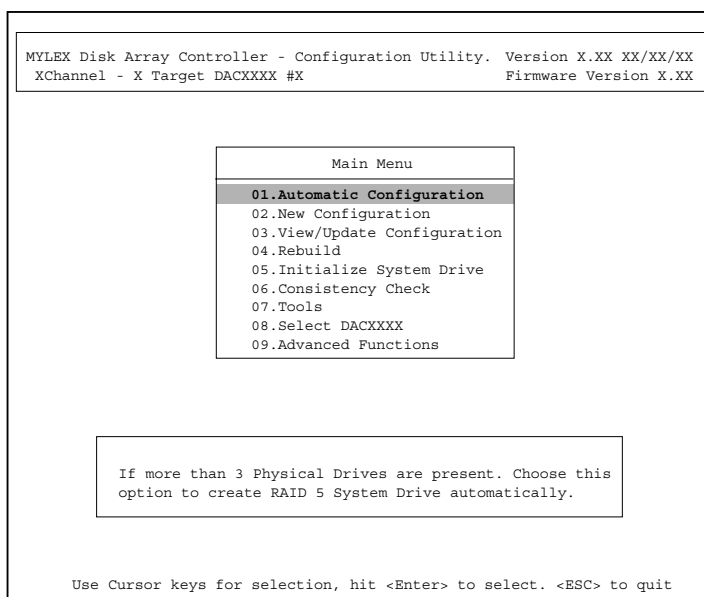 MYLEX Disk Array Controller - Configuration Utility. Version X.XX XX/XX/XX
XChannel - X Target DACXXXX #X Firmware Version X.XX
Main Menu
01.Automatic Configuration
02.New Configuration
03.View/Update Configuration
04.Rebuild
05.Initialize System Drive
06.Consistency Check
07.Tools
08.Select DACXXXX
09.Advanced Functions
If more than 3 Physical Drives are present. Choose this
option to create RAID 5 System Drive automatically.
Use Cursor keys for selection, hit <Enter> to select. <ESC> to quit